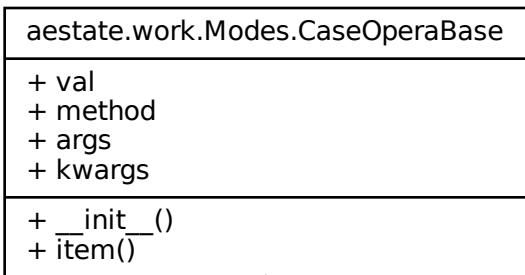 aestate.work.Modes.CaseOperaBase
+ val
+ method
+ args
+ kwargs
+ __init__()
+ item()